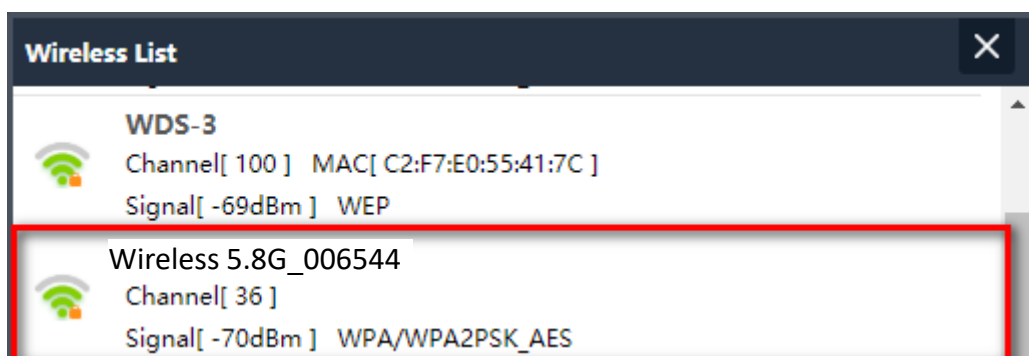 Wireless List
WDS-3
Channel[ 100 ] MAC[ C2:F7:E0:55:41:7C ]
Signal[ -69dBm ] WEP
Wireless 5.8G_006544
Channel[ 36 ]
Signal[ -70dBm ] WPA/WPA2PSK_AES